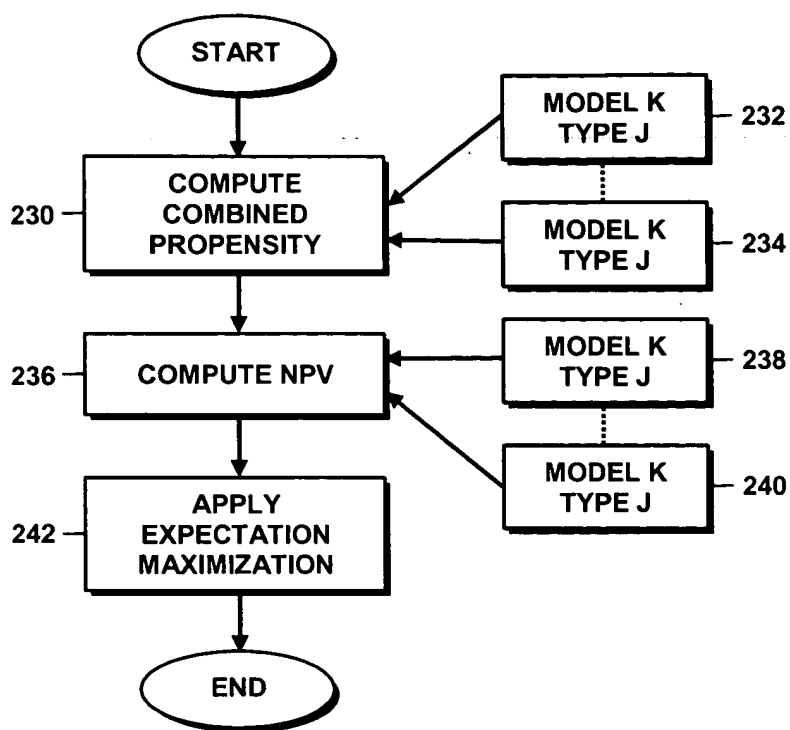 START
MODEL K
TYPE J
232
230
COMPUTE
COMBINED
PROPENSITY
MODEL K
TYPE J
234
236
COMPUTE NPV
MODEL K
TYPE J
238
242
APPLY
EXPECTATION
MAXIMIZATION
MODEL K
TYPE J
240
END